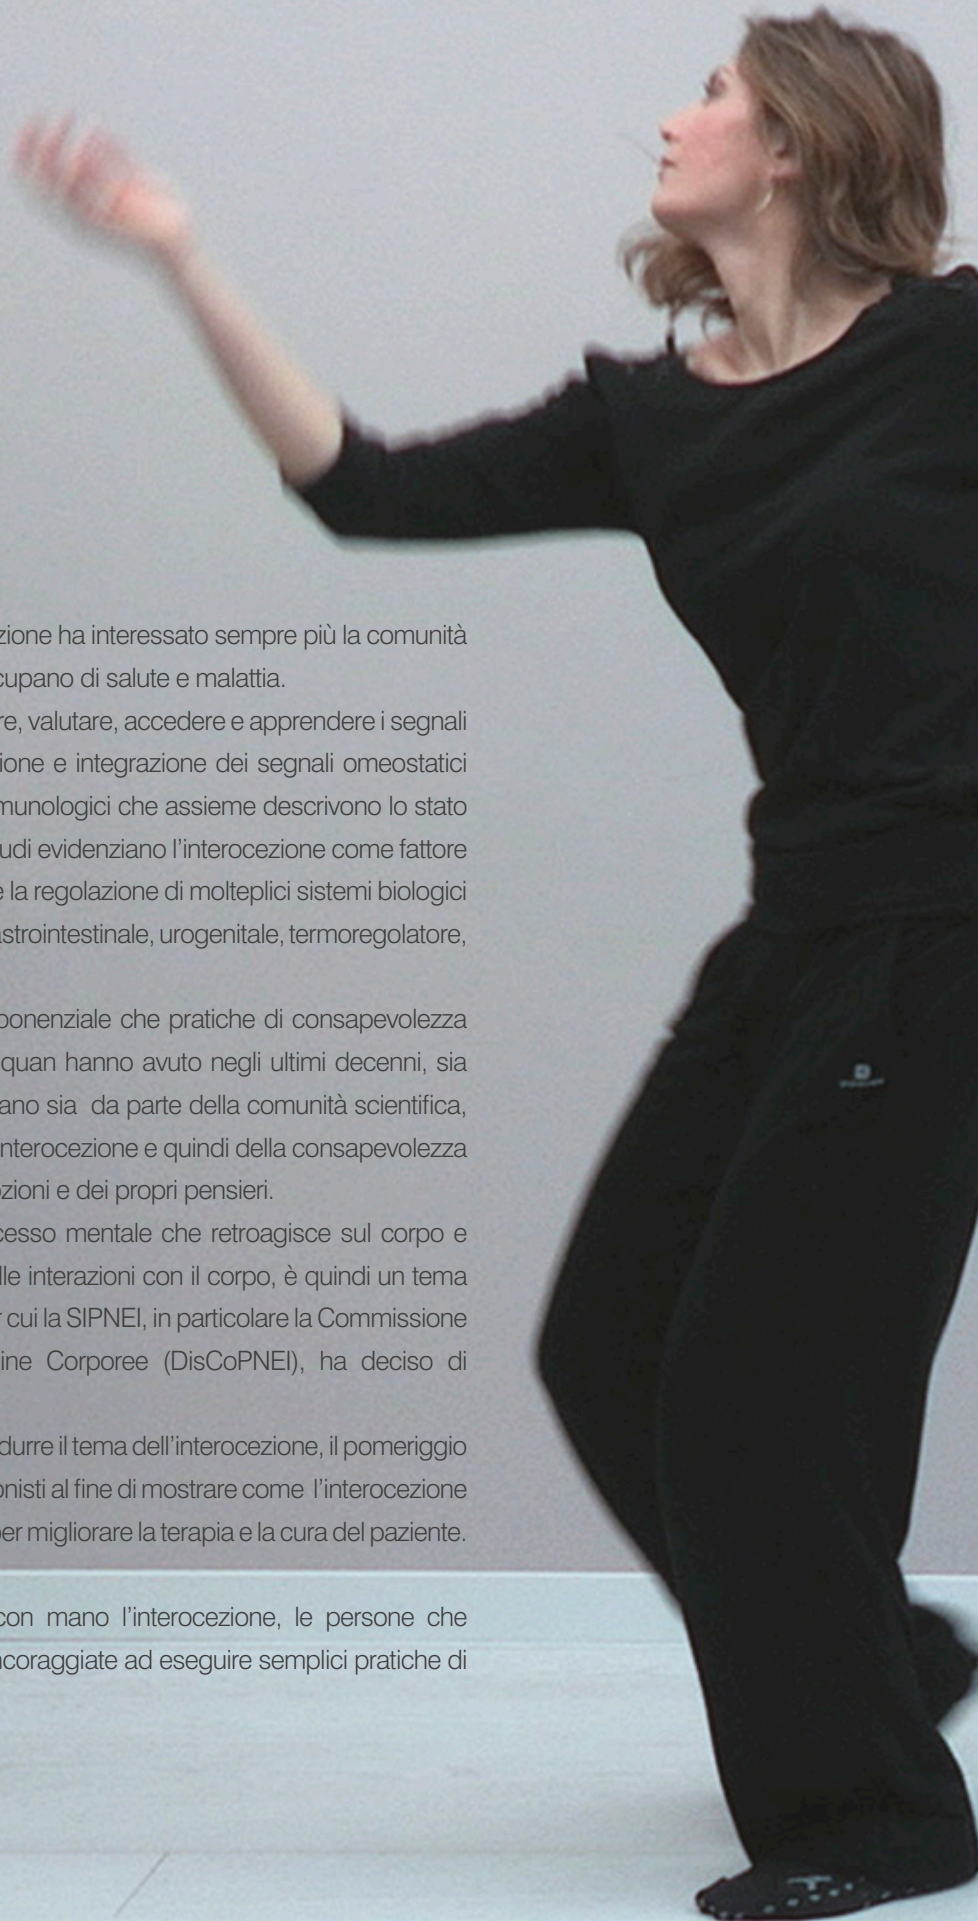 zione ha interessato sempre più la comunità
cupano di salute e malattia.
re, valutare, accedere e apprendere i segnali
ione e integrazione dei segnali omeostatici
munologici che assieme descrivono lo stato
udi evidenziano l'interocezione come fattore
e la regolazione di molteplici sistemi biologici
astrointestinale, urogenitale, termoregolatore,
ponenziale che pratiche di consapevolezza
quan hanno avuto negli ultimi decenni, sia
ano sia da parte della comunità scientifica,
interocezione e quindi della consapevolezza
ozioni e dei propri pensieri.
cesso mentale che retroagisce sul corpo e
lle interazioni con il corpo, è quindi un tema
r cui la SIPNEI, in particolare la Commissione
ine Corporee (DisCoPNEI), ha deciso di
durre il tema dell'interocezione, il pomeriggio
onisti al fine di mostrare come l'interocezione
per migliorare la terapia e la cura del paziente.
con mano l'interocezione, le persone che
ncoraggiate ad eseguire semplici pratiche di